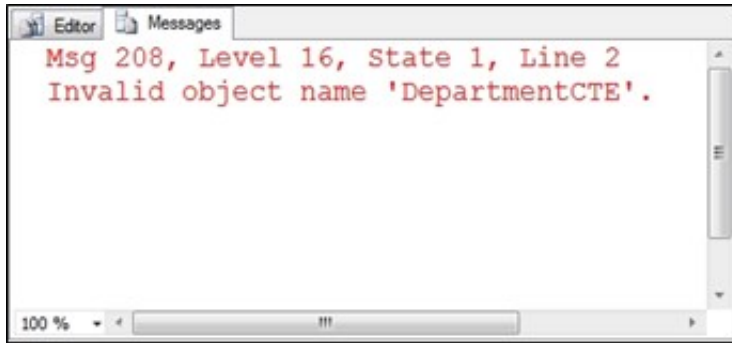 Editor Messages
Msg 208, Level 16, State 1, Line 2
Invalid object name 'DepartmentCTE'.
100 %